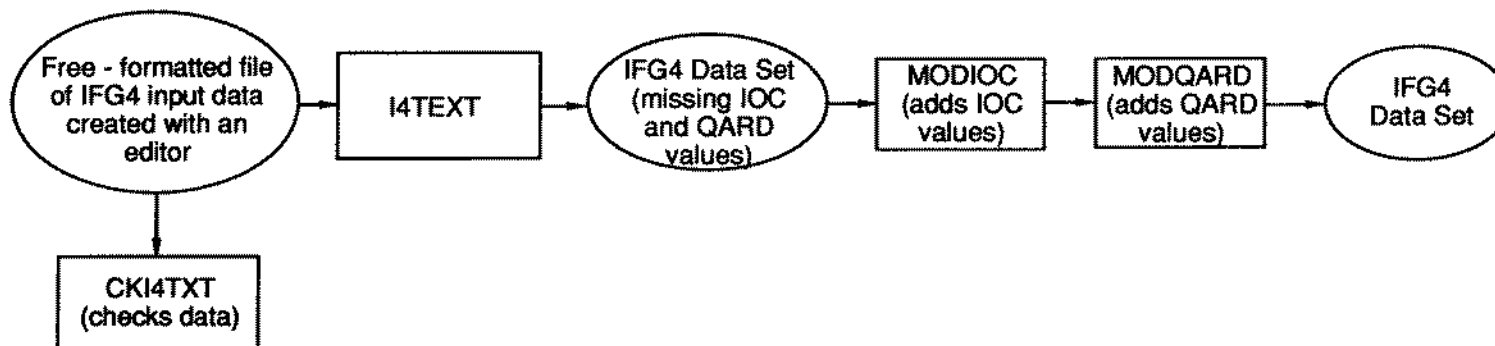 Free - formatted file
of IFG4 input data
created with an
editor
I4TEXT
IFG4 Data Set
(missing IOC
and QARD
values)
MODIOC
(adds IOC
values)
MODQARD
(adds QARD
values)
IFG4
Data Set
CKI4TXT
(checks data)